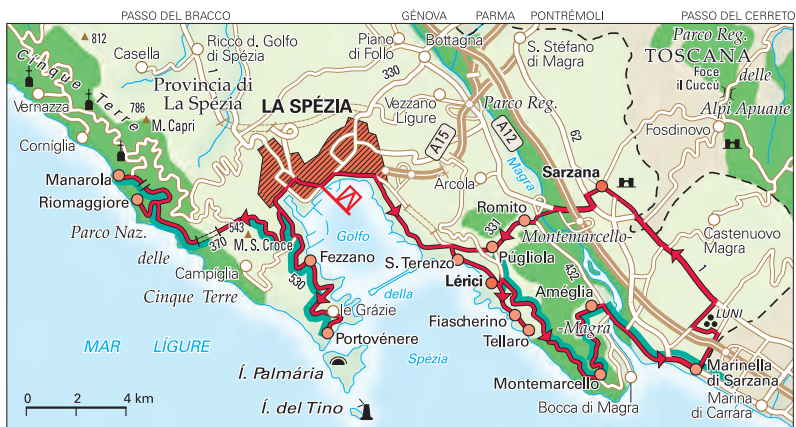 PASSO DEL BRACCO
GÉNOVA
PARMA
PONTRÉMOLI
PASSO DEL CERRETO
812
Casella
Ricco d. Golfo
di Spézia
Piano
di Follo
Bottagna
S. Stéfano
di Magra
Parco Reg.
TOSCANA
Foce
il Cuccù
delle
Alpi Apuane
Cinque Terre
Provincia di
La Spézia
330
Vernazza
786
M. Capri
LA SPÉZIA
Vezzano
Lígure
Parco Reg.
62
Fosdinovo
A15
A12
Corníglia
Magra
Manarola
Árcola
Sarzana
Riomaggiore
Romito
331
Montemarcello-
Castenuovo
Magra
Parco Naz.
543
370
M. S. Croce
Golfo
Púgliola
delle
Campíglia
Fezzano
S. Terenzo
432
530
Lérici
Améglia
LUNI
Cinque Terre
della
le Grázie
Fiascherino
-Magra
Tellaro
Portovénere
MAR LÍGURE
Spézia
Marinella
di Sarzana
Í. Palmária
Montemarcello
Í. del Tino
Bocca di Magra
Marina
di Carrara
0 2 4 km